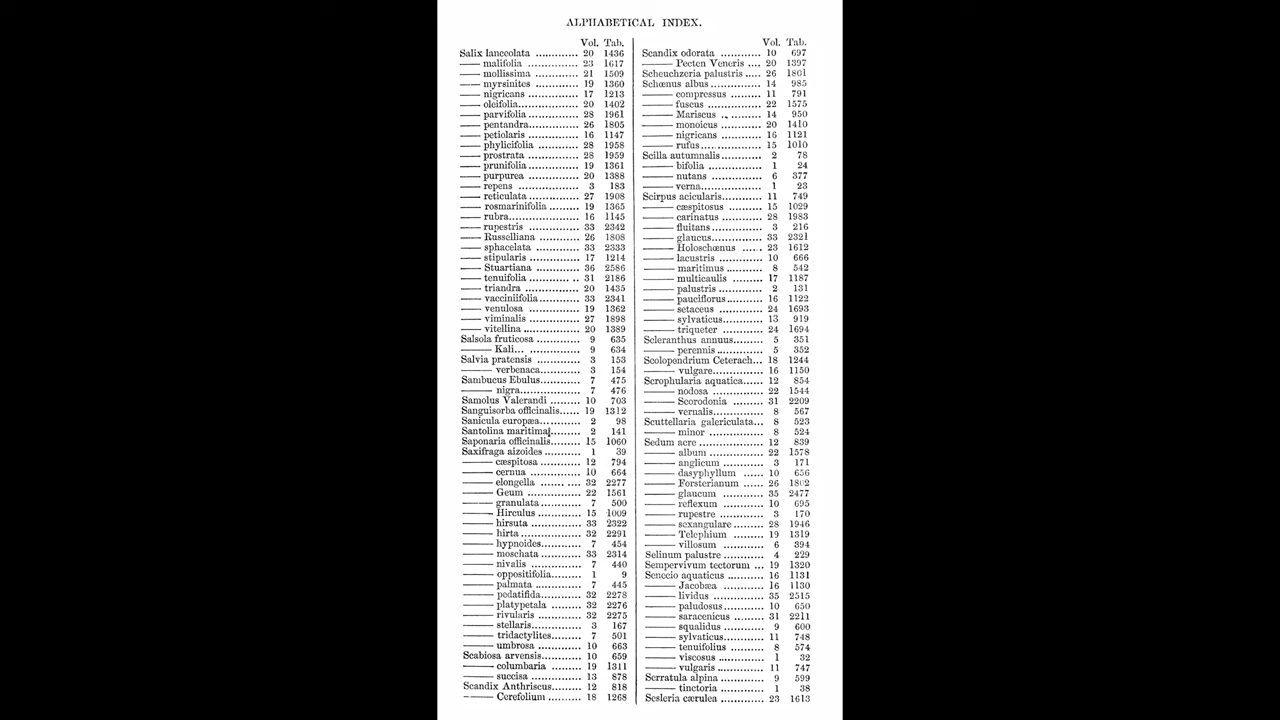 ALPHABETICAL INDEX.
Vol. Tab.
Salix lanceolata ............. 20 1436
—— malifolia ............... 23 1617
—— mollissima ............. 21 1509
—— myrsinites .............. 19 1360
—— nigricans ............... 17 1213
—— oleifolia................. 20 1402
—— parvifolia ............... 28 1961
—— pentandra............... 26 1805
—— petiolaris ............... 16 1147
—— phylicifolia ............. 28 1958
—— prostrata ............... 28 1959
—— prunifolia .............. 19 1361
—— purpurea ............... 20 1388
—— repens .................. 3 183
—— reticulata ............... 27 1908
—— rosmarinifolia ......... 19 1365
—— rubra.................... 16 1145
—— rupestris ............... 33 2342
—— Russelliana ............ 26 1808
—— sphacelata .............. 33 2333
—— stipularis ............... 17 1214
—— Stuartiana .............. 36 2586
—— tenuifolia ............... 31 2186
—— triandra ................ 20 1435
—— vacciniifolia ............ 33 2341
—— venulosa ................ 19 1362
—— viminalis ............... 27 1898
—— vitellina ................ 20 1389
Salsola fruticosa ............. 9 635
—— Kali... .................. 9 634
Salvia pratensis .............. 3 153
—— verbenaca............... 3 154
Sambucus Ebulus............ 7 475
—— nigra.................... 7 476
Samolus Valerandi .......... 10 703
Sanguisorba officinalis...... 19 1312
Sanicula europæa............ 2 98
Santolina maritima......... 2 141
Saponaria officinalis......... 15 1060
Saxifraga aizoides ........... 1 39
—— cæspitosa ............. 12 794
—— cernua ................ 10 664
—— elongella ............. 32 2277
—— Geum ................. 22 1561
—— granulata............. 7 500
—— Hirculus ............. 15 1009
—— hirsuta ............... 33 2322
—— hirta .................. 32 2291
—— hypnoides............ 7 454
—— moschata ............ 33 2314
—— nivalis ................ 7 440
—— oppositifolia.......... 1 9
—— palmata .............. 7 445
—— pedatifida............. 32 2278
—— platypetala .......... 32 2276
—— rivularis .............. 32 2275
—— stellaris............... 3 167
—— tridactylites.......... 7 501
—— umbrosa ............. 10 663
Scabiosa arvensis............ 10 659
—— columbaria .......... 19 1311
—— succisa ............... 13 878
Scandix Anthriscus......... 12 818
—— Cerefolium .......... 18 1268
Vol. Tab.
Scandix odorata ............ 10 697
—— Pecten Veneris .... 20 1397
Scheuchzeria palustris ..... 26 1801
Schœnus albus ............... 14 985
—— compressus ......... 11 791
—— fuscus ................ 22 1575
—— Mariscus ............ 14 950
—— monoicus ............ 20 1410
—— nigricans ............ 16 1121
—— rufus.................. 15 1010
Scilla autumnalis............ 2 78
—— bifolia ................ 1 24
—— nutans ............... 6 377
—— verna................. 1 23
Scirpus acicularis........... 11 749
—— cæspitosus .......... 15 1029
—— carinatus ............ 28 1983
—— fluitans .............. 3 216
—— glaucus............... 33 2321
—— Holoschœnus ...... 23 1612
—— lacustris ............. 10 666
—— maritimus ........... 8 542
—— multicaulis .......... 17 1187
—— palustris ............. 2 131
—— pauciflorus.......... 16 1122
—— setaceus ............. 24 1693
—— sylvaticus............ 13 919
—— triqueter ............ 24 1694
Scleranthus annuus......... 5 351
—— perennis.............. 5 352
Scolopendrium Ceterach... 18 1244
—— vulgare............... 16 1150
Scrophularia aquatica...... 12 854
—— nodosa ............... 22 1544
—— Scorodonia ......... 31 2209
—— vernalis .............. 8 567
Scuttellaria galericulata... 8 523
—— minor ................ 8 524
Sedum acre .................. 12 839
—— album ................ 22 1578
—— anglicum ............ 3 171
—— dasyphyllum ....... 10 656
—— Forsterianum ...... 26 1802
—— glaucum ............. 35 2477
—— reflexum ............ 10 695
—— rupestre ............. 3 170
—— sexangulare......... 28 1946
—— Telephium .......... 19 1319
—— villosum ............ 6 394
Selinum palustre ............ 4 229
Sempervivum tectorum ... 19 1320
Senecio aquaticus ........... 16 1131
—— Jacobæa ............. 16 1130
—— lividus ............... 35 2515
—— paludosus ........... 10 650
—— saracenicus ......... 31 2211
—— squalidus ............ 9 600
—— sylvaticus............ 11 748
—— tenuifolius .......... 8 574
—— viscosus ............. 1 32
—— vulgaris .............. 11 747
Serratula alpina ............. 9 599
—— tinctoria ............. 1 38
Sesleria cærulea ............. 23 1613